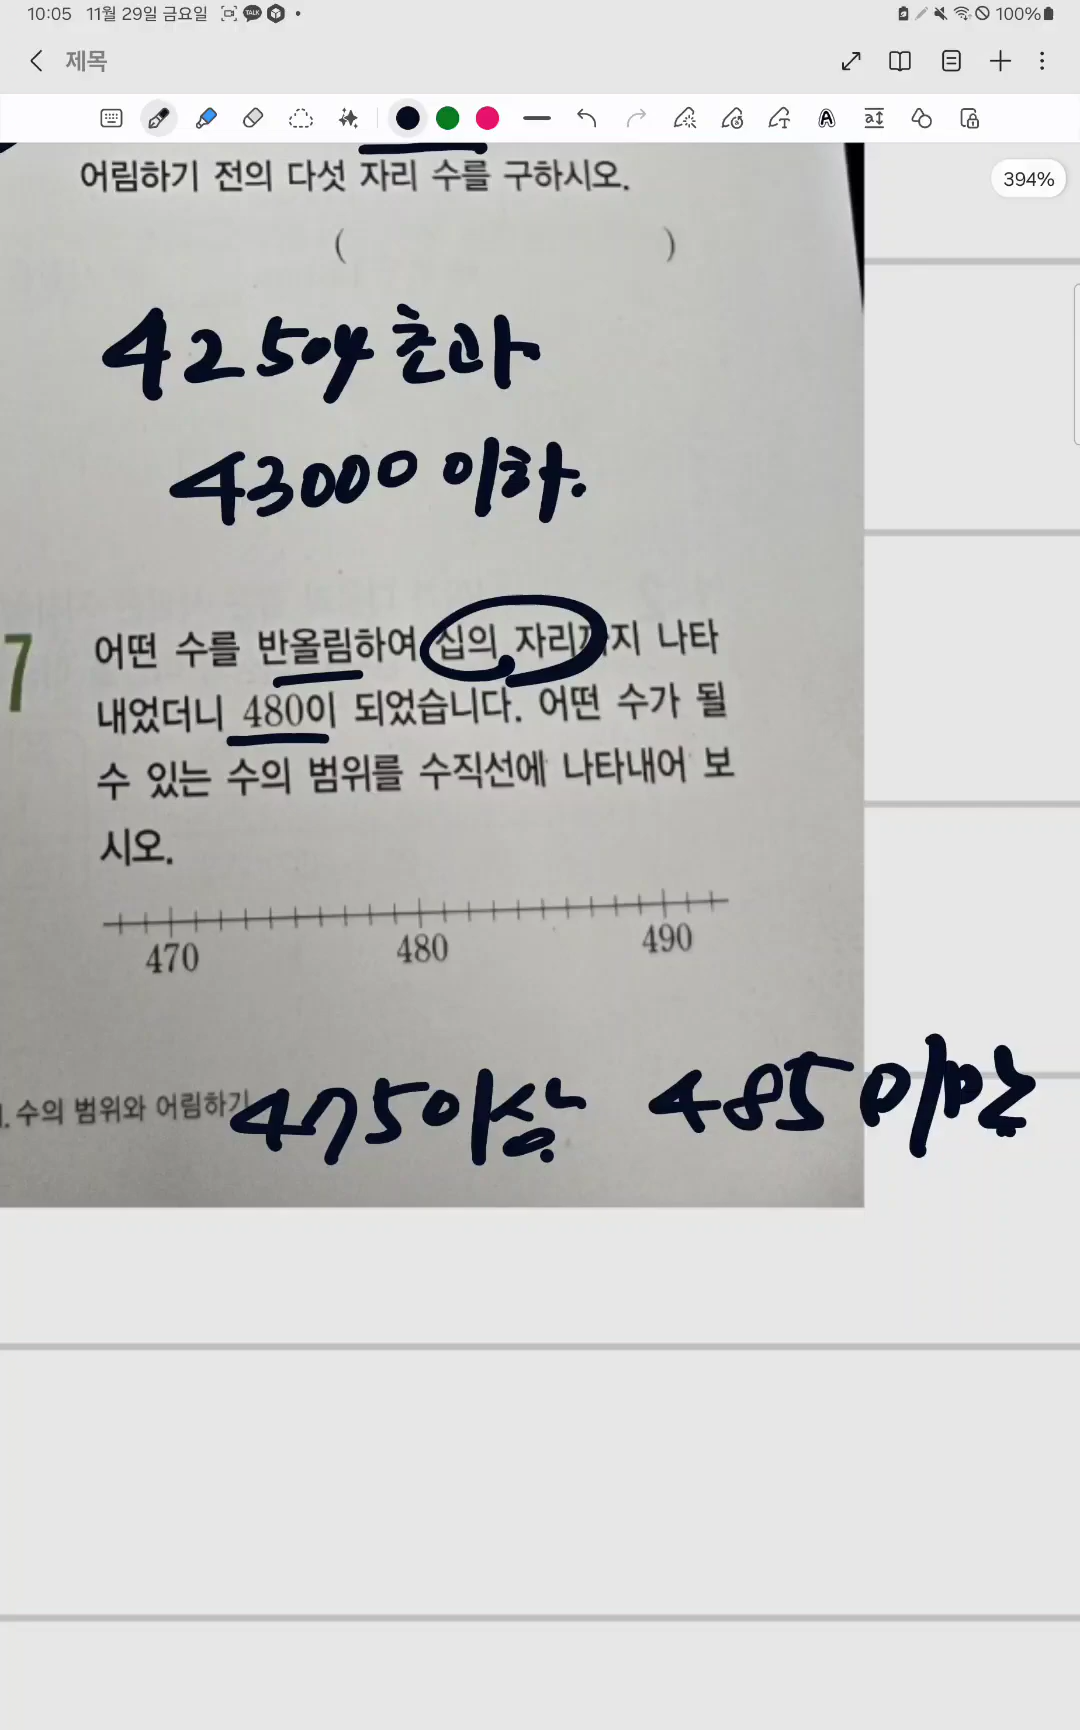 10:05 11월 29일 금요일 TALK 100%
제목
394%
어림하기 전의 다섯 자리 수를 구하시오.
( )
42504 초과
43000 이하.
7 어떤 수를 반올림하여 십의 자리까지 나타
내었더니 480이 되었습니다. 어떤 수가 될
수 있는 수의 범위를 수직선에 나타내어 보
시오.
470 480 490
1. 수의 범위와 어림하기
475이상 485 미만